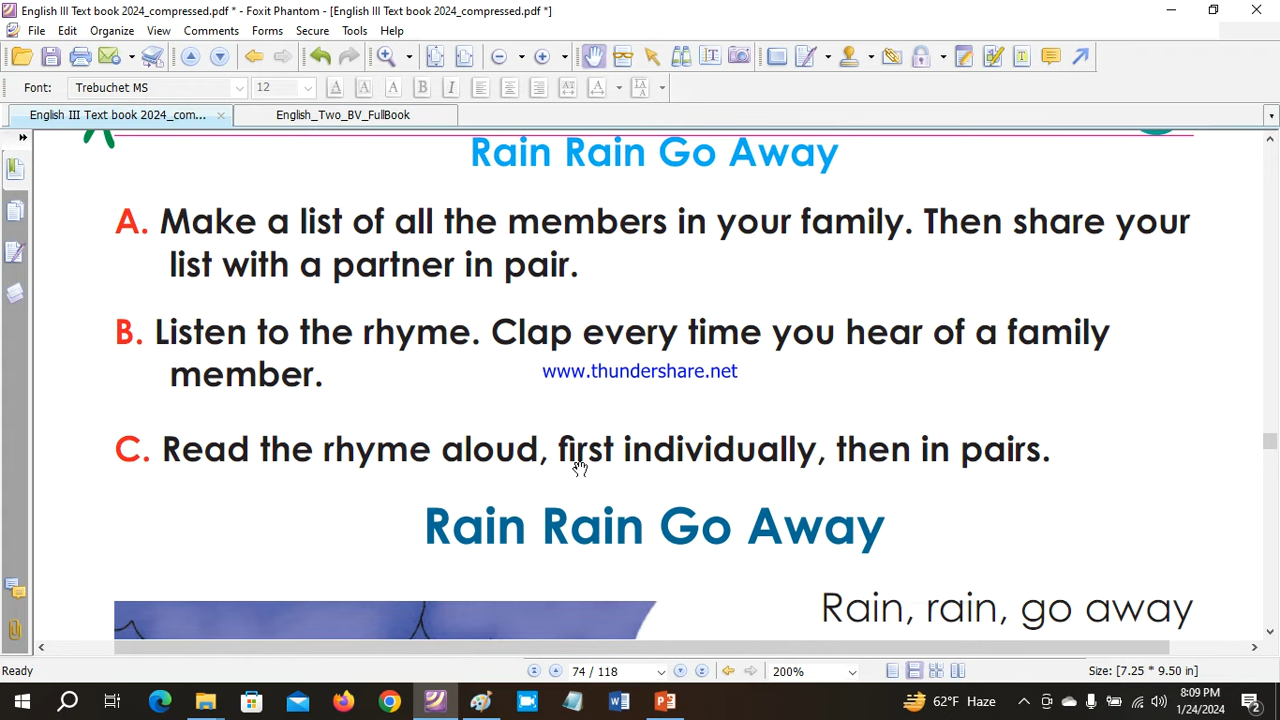 English III Text book 2024_compressed.pdf * - Foxit Phantom - [English III Text book 2024_compressed.pdf *]
File Edit Organize View Comments Forms Secure Tools Help
Font: Trebuchet MS 12
English III Text book 2024_com... English_Two_BV_FullBook
Rain Rain Go Away
A. Make a list of all the members in your family. Then share your
list with a partner in pair.
B. Listen to the rhyme. Clap every time you hear of a family
member.
www.thundershare.net
C. Read the rhyme aloud, first individually, then in pairs.
Rain Rain Go Away
Rain, rain, go away
Ready 74 / 118 200% Size: [7.25 * 9.50 in]
62°F Haze 8:09 PM
1/24/2024
2